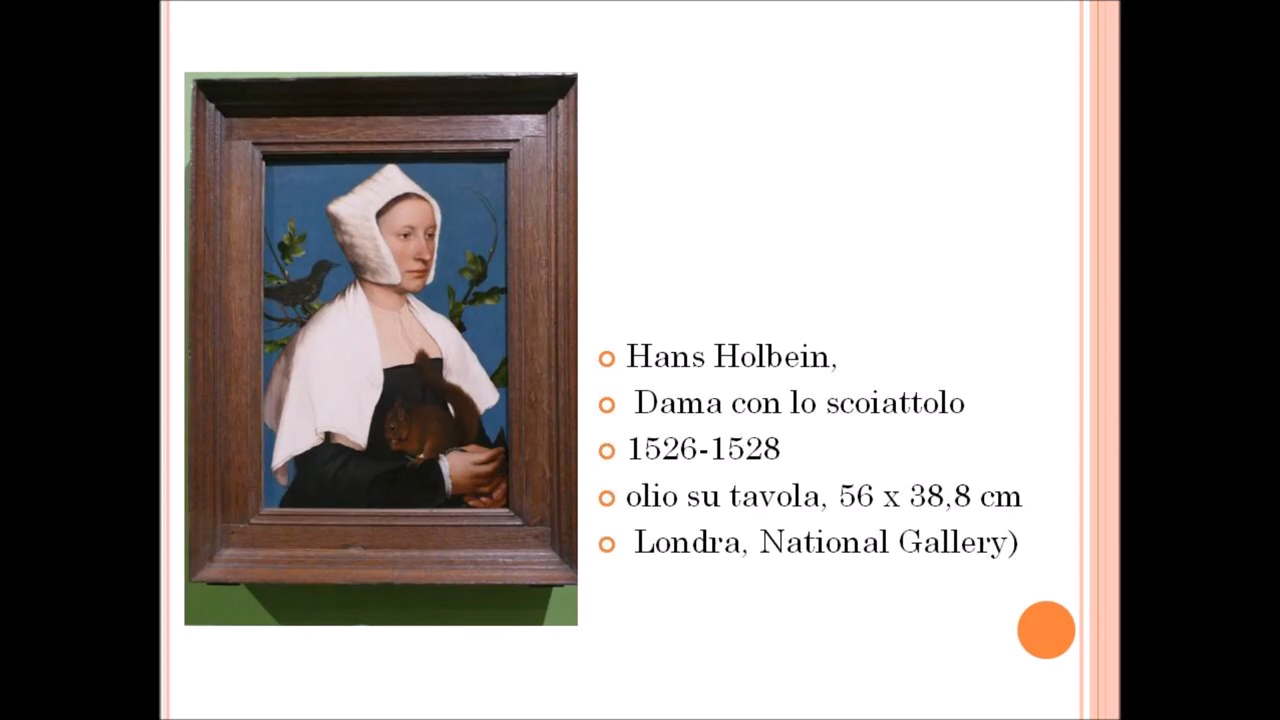 Hans Holbein,
Dama con lo scoiattolo
1526-1528
olio su tavola, 56 x 38,8 cm
Londra, National Gallery)